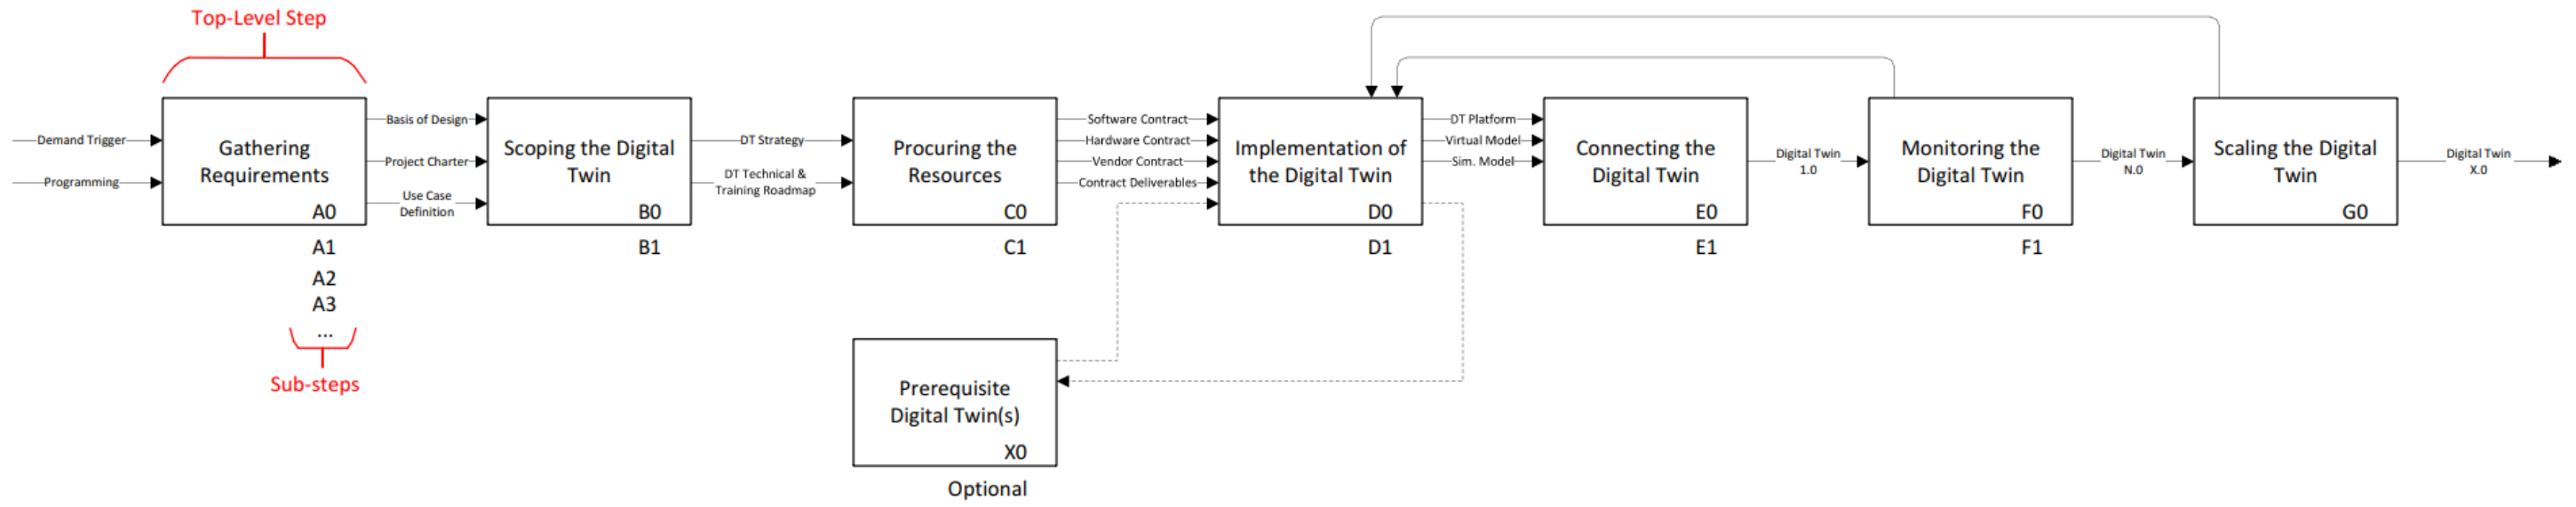 Top-Level Step
Demand Trigger
Programming
Gathering
Requirements
A0
A1
A2
A3
...
Sub-steps
Basis of Design
Project Charter
Use Case
Definition
Scoping the Digital
Twin
B0
B1
DT Strategy
DT Technical &
Training Roadmap
Procuring the
Resources
C0
C1
Software Contract
Hardware Contract
Vendor Contract
Contract Deliverables
Implementation of
the Digital Twin
D0
D1
DT Platform
Virtual Model
Sim. Model
Connecting the
Digital Twin
E0
E1
Digital Twin
1.0
Monitoring the
Digital Twin
F0
F1
Digital Twin
N.0
Scaling the Digital
Twin
G0
Digital Twin
X.0
Prerequisite
Digital Twin(s)
X0
Optional